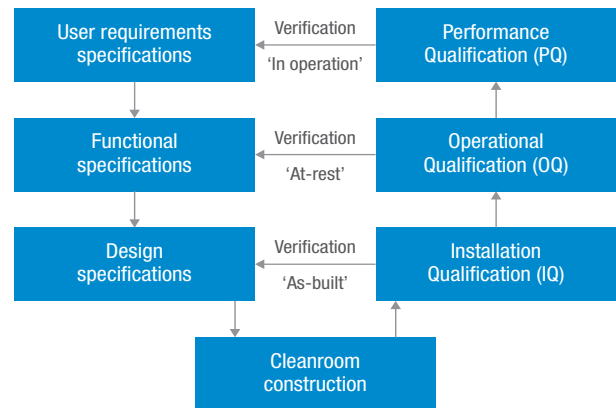 User requirements
specifications
Verification
‘In operation’
Performance
Qualification (PQ)
Functional
specifications
Verification
‘At-rest’
Operational
Qualification (OQ)
Design
specifications
Verification
‘As-built’
Installation
Qualification (IQ)
Cleanroom
construction